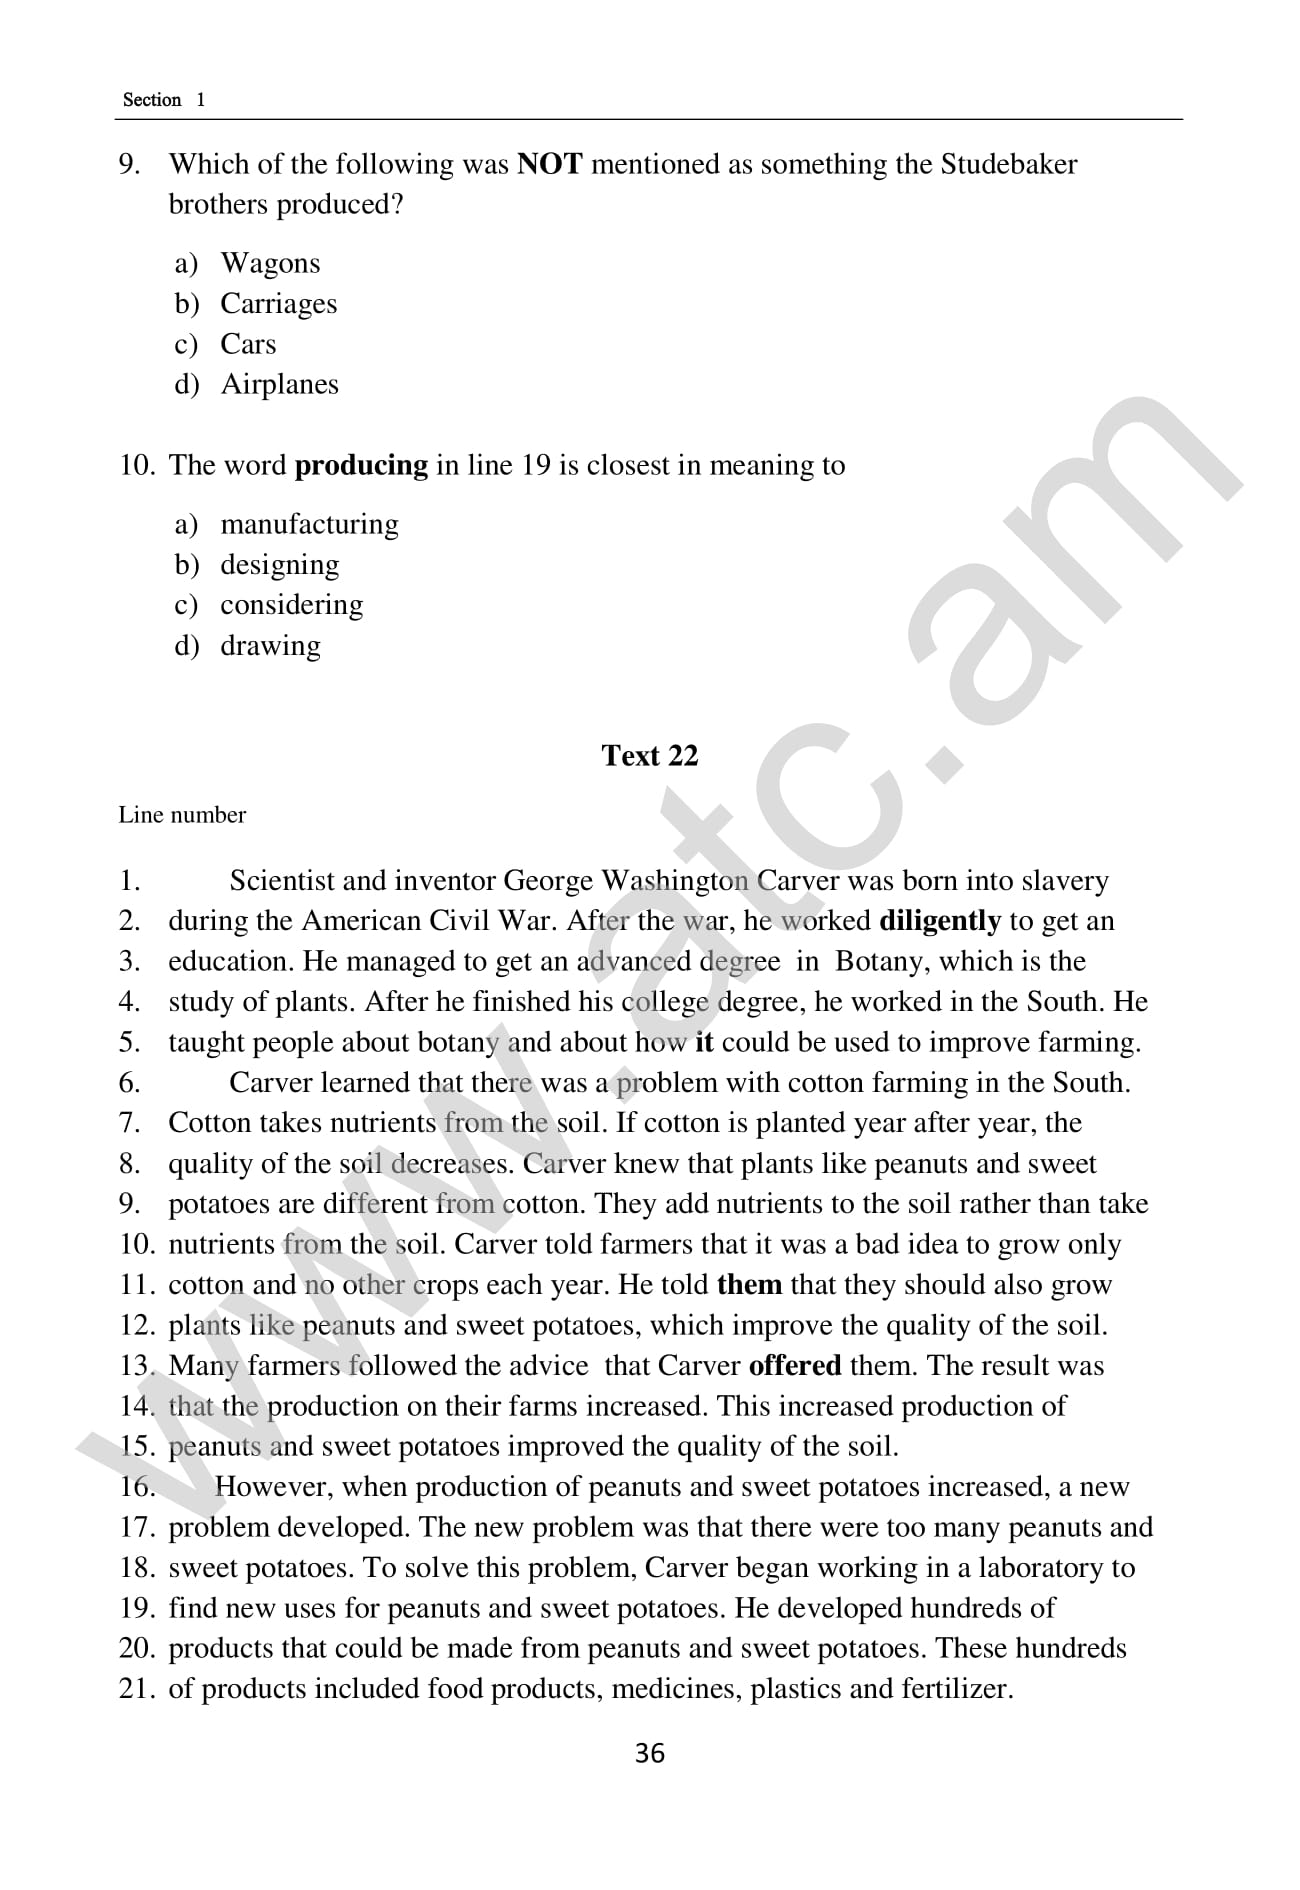 Section 1
9. Which of the following was NOT mentioned as something the Studebaker
brothers produced?
a) Wagons
b) Carriages
c) Cars
d) Airplanes
10. The word producing in line 19 is closest in meaning to
a) manufacturing
b) designing
c) considering
d) drawing
Text 22
Line number
1. Scientist and inventor George Washington Carver was born into slavery
2. during the American Civil War. After the war, he worked diligently to get an
3. education. He managed to get an advanced degree in Botany, which is the
4. study of plants. After he finished his college degree, he worked in the South. He
5. taught people about botany and about how it could be used to improve farming.
6. Carver learned that there was a problem with cotton farming in the South.
7. Cotton takes nutrients from the soil. If cotton is planted year after year, the
8. quality of the soil decreases. Carver knew that plants like peanuts and sweet
9. potatoes are different from cotton. They add nutrients to the soil rather than take
10. nutrients from the soil. Carver told farmers that it was a bad idea to grow only
11. cotton and no other crops each year. He told them that they should also grow
12. plants like peanuts and sweet potatoes, which improve the quality of the soil.
13. Many farmers followed the advice that Carver offered them. The result was
14. that the production on their farms increased. This increased production of
15. peanuts and sweet potatoes improved the quality of the soil.
16. However, when production of peanuts and sweet potatoes increased, a new
17. problem developed. The new problem was that there were too many peanuts and
18. sweet potatoes. To solve this problem, Carver began working in a laboratory to
19. find new uses for peanuts and sweet potatoes. He developed hundreds of
20. products that could be made from peanuts and sweet potatoes. These hundreds
21. of products included food products, medicines, plastics and fertilizer.
36
www.atc.am